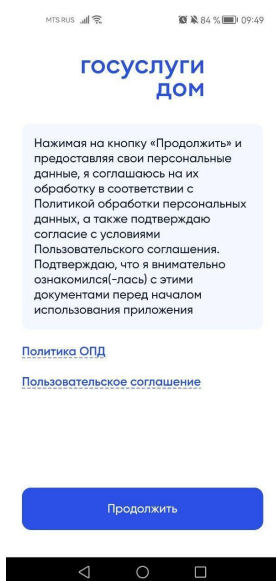 MTS RUS 84 % 09:49
госуслуги
дом
Нажимая на кнопку «Продолжить» и
предоставляя свои персональные
данные, я соглашаюсь на их
обработку в соответствии с
Политикой обработки персональных
данных, а также подтверждаю
согласие с условиями
Пользовательского соглашения.
Подтверждаю, что я внимательно
ознакомился(-лась) с этими
документами перед началом
использования приложения
Политика ОПД
Пользовательское соглашение
Продолжить